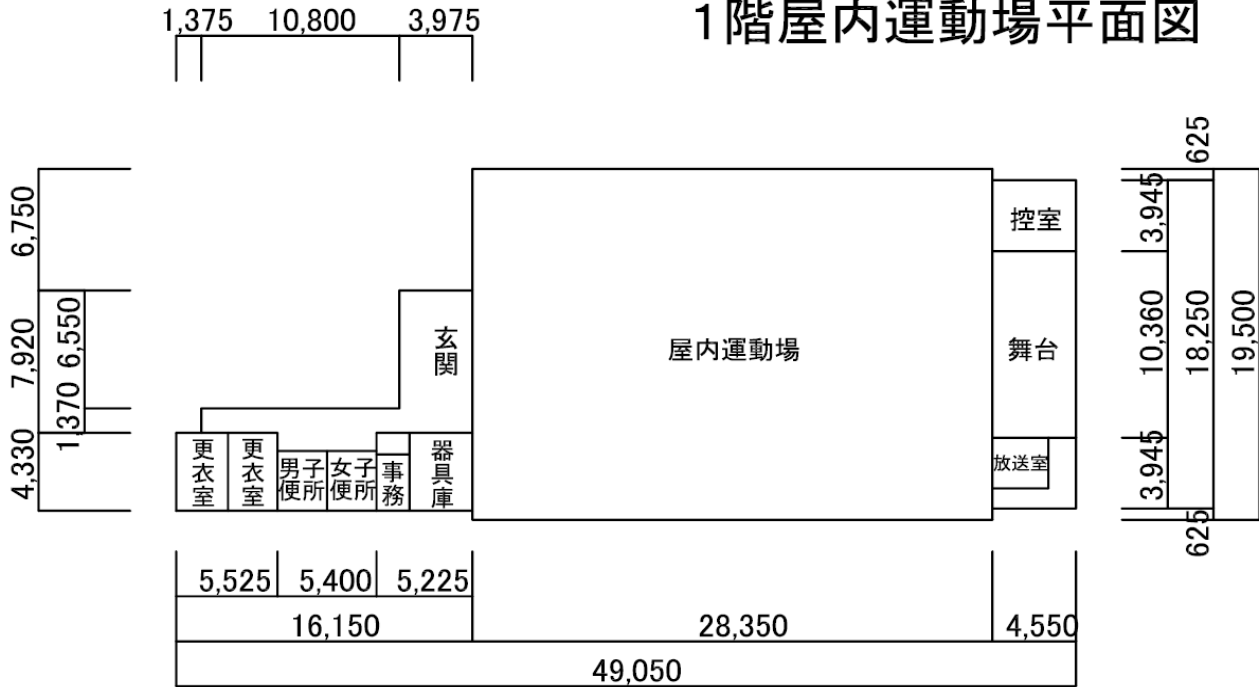 1階屋内運動場平面図
1,375 10,800 3,975
625
6,750
3,945
控室
7,920
1,370 6,550
玄関
屋内運動場
舞台
10,360
18,250
19,500
4,330
更衣室
更衣室
男子
便所
女子
便所
事務
器具庫
放送室
3,945
625
5,525 5,400 5,225
16,150 28,350 4,550
49,050